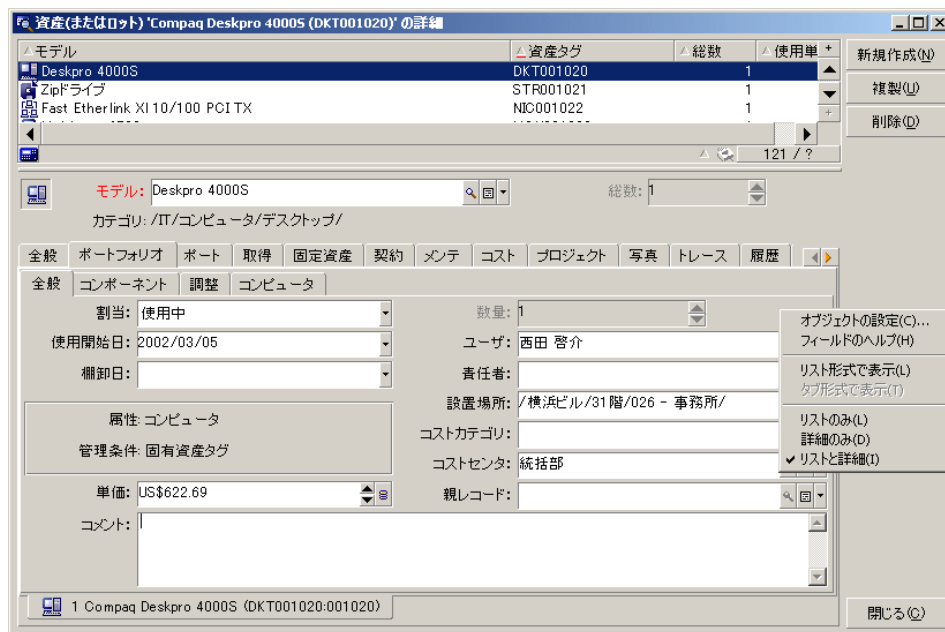 資産(またはロット) 'Compaq Deskpro 4000S (DKT001020)' の詳細
モデル 資産タグ 総数 使用単 +
Deskpro 4000S DKT001020 1
Zipドライブ STR001021 1
Fast Etherlink XI 10/100 PCI TX NIC001022 1
121 / ?
新規作成(N)
複製(U)
削除(D)
モデル: Deskpro 4000S 総数: 1
カテゴリ: /IT/コンピュータ/デスクトップ/
全般 ポートフォリオ ポート 取得 固定資産 契約 メンテ コスト プロジェクト 写真 トレース 履歴
全般 コンポーネント 調整 コンピュータ
割当: 使用中 数量: 1
使用開始日: 2002/03/05 ユーザ: 西田 啓介
棚卸日: 責任者:
設置場所: /横浜ビル/31階/026 - 事務所/
属性: コンピュータ
コストカテゴリ:
管理条件: 固有資産タグ
コストセンタ: 統括部
単価: US$622.69 親レコード:
コメント:
オブジェクトの設定(C)...
フィールドのヘルプ(H)
リスト形式で表示(L)
タブ形式で表示(T)
リストのみ(L)
詳細のみ(D)
リストと詳細(I)
1 Compaq Deskpro 4000S (DKT001020:001020)
閉じる(C)